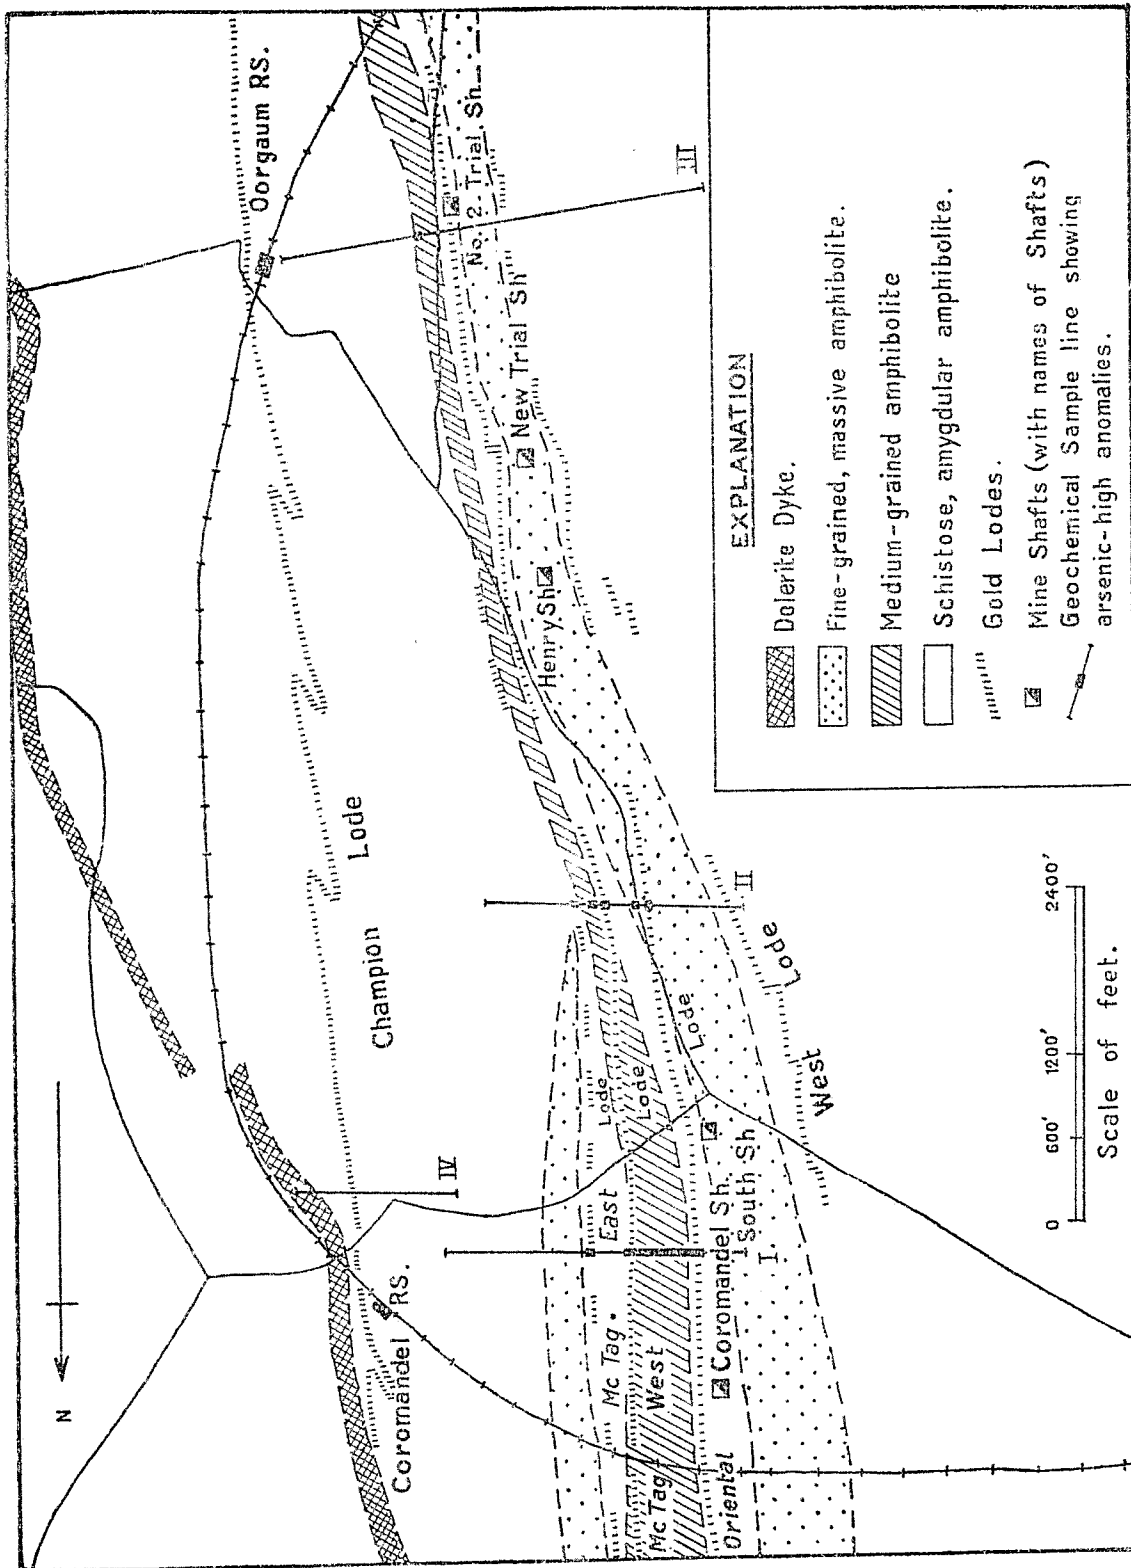 N
Oorgaum RS.
Champion Lode
Coromandel RS.
III
No. 2. Trial. Sh.
New Trial Sh
Henry Sh
II
IV
I
Mc Tag. East Lode
Mc Tag West Lode
Oriental Lode
Coromandel Sh.
South Sh
West Lode
0 600' 1200' 2400'
Scale of feet.
EXPLANATION
Dolerite Dyke.
Fine-grained, massive amphibolite.
Medium-grained amphibolite
Schistose, amygdular amphibolite.
Gold Lodes.
Mine Shafts (with names of Shafts)
Geochemical Sample line showing
arsenic-high anomalies.